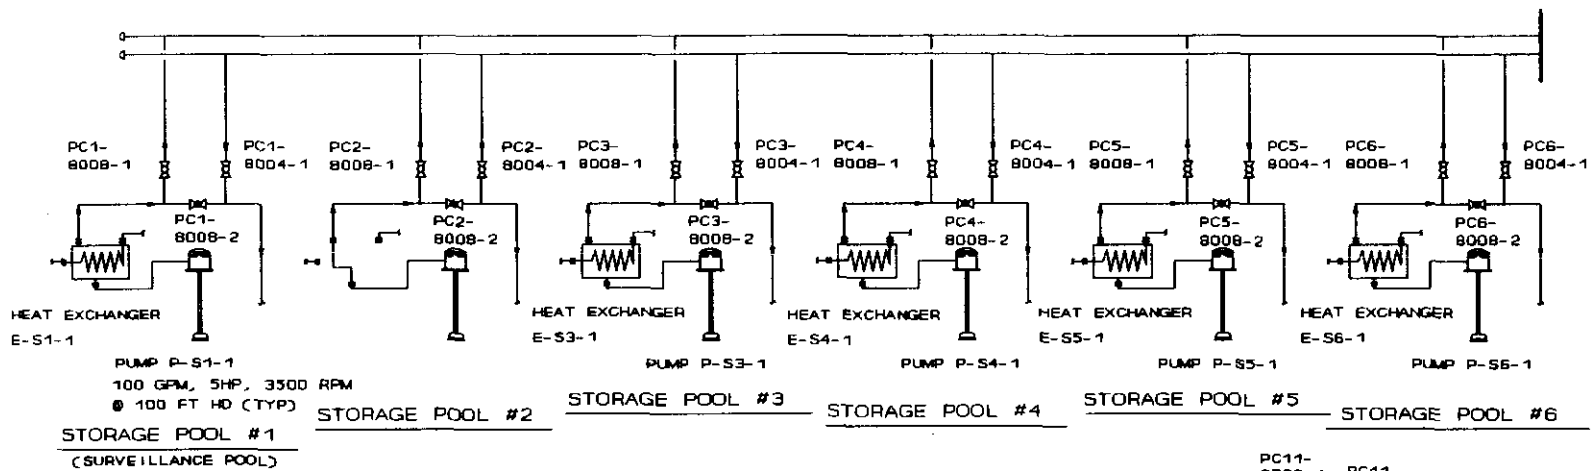 PC1-
8008-1
PC1-
8004-1
PC2-
8008-1
PC2-
8004-1
PC3-
8008-1
PC3-
8004-1
PC4-
8008-1
PC4-
8004-1
PC5-
8008-1
PC5-
8004-1
PC6-
8008-1
PC6-
8004-1
PC1-
8008-2
PC2-
8008-2
PC3-
8008-2
PC4-
8008-2
PC5-
8008-2
PC6-
8008-2
HEAT EXCHANGER
E-S1-1
HEAT EXCHANGER
E-S3-1
HEAT EXCHANGER
E-S4-1
HEAT EXCHANGER
E-S5-1
HEAT EXCHANGER
E-S6-1
PUMP P-S1-1
100 GPM, 5HP, 3500 RPM
@ 100 FT HD (TYP)
PUMP P-S3-1
PUMP P-S4-1
PUMP P-S5-1
PUMP P-S6-1
STORAGE POOL #1
(SURVEILLANCE POOL)
STORAGE POOL #2
STORAGE POOL #3
STORAGE POOL #4
STORAGE POOL #5
STORAGE POOL #6
PC11-
PC11